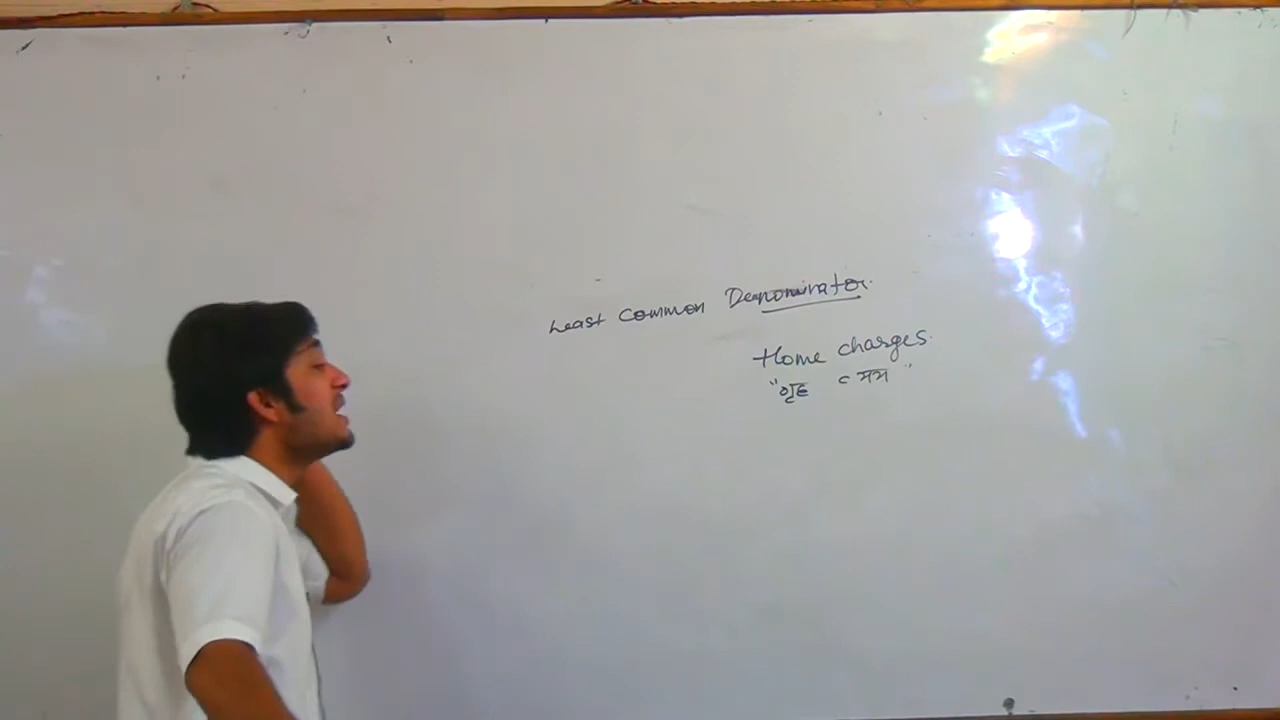 Least Common Denominator.
Home charges.
"गृह